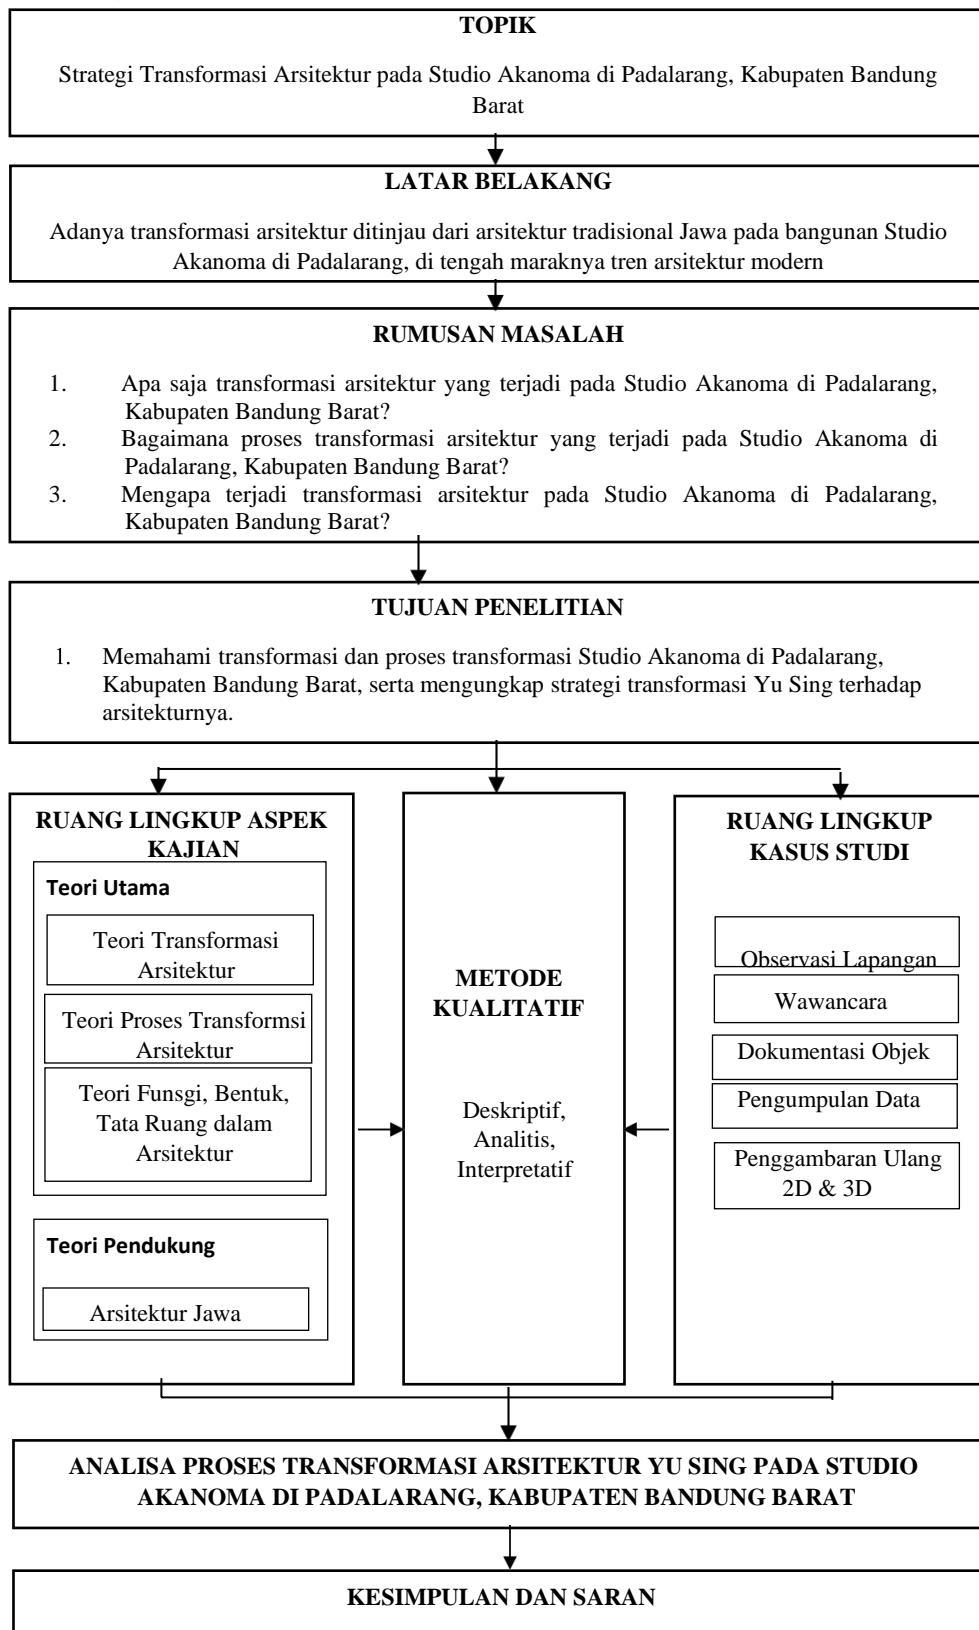 TOPIK
Strategi Transformasi Arsitektur pada Studio Akanoma di Padalarang, Kabupaten Bandung
Barat
LATAR BELAKANG
Adanya transformasi arsitektur ditinjau dari arsitektur tradisional Jawa pada bangunan Studio
Akanoma di Padalarang, di tengah maraknya tren arsitektur modern
RUMUSAN MASALAH
1. Apa saja transformasi arsitektur yang terjadi pada Studio Akanoma di Padalarang,
Kabupaten Bandung Barat?
2. Bagaimana proses transformasi arsitektur yang terjadi pada Studio Akanoma di
Padalarang, Kabupaten Bandung Barat?
3. Mengapa terjadi transformasi arsitektur pada Studio Akanoma di Padalarang,
Kabupaten Bandung Barat?
TUJUAN PENELITIAN
1. Memahami transformasi dan proses transformasi Studio Akanoma di Padalarang,
Kabupaten Bandung Barat, serta mengungkap strategi transformasi Yu Sing terhadap
arsitekturnya.
RUANG LINGKUP ASPEK
KAJIAN
Teori Utama
Teori Transformasi
Arsitektur
Teori Proses Transformsi
Arsitektur
Teori Funsgi, Bentuk,
Tata Ruang dalam
Arsitektur
Teori Pendukung
Arsitektur Jawa
METODE
KUALITATIF
Deskriptif,
Analitis,
Interpretatif
RUANG LINGKUP
KASUS STUDI
Observasi Lapangan
Wawancara
Dokumentasi Objek
Pengumpulan Data
Penggambaran Ulang
2D & 3D
ANALISA PROSES TRANSFORMASI ARSITEKTUR YU SING PADA STUDIO
AKANOMA DI PADALARANG, KABUPATEN BANDUNG BARAT
KESIMPULAN DAN SARAN